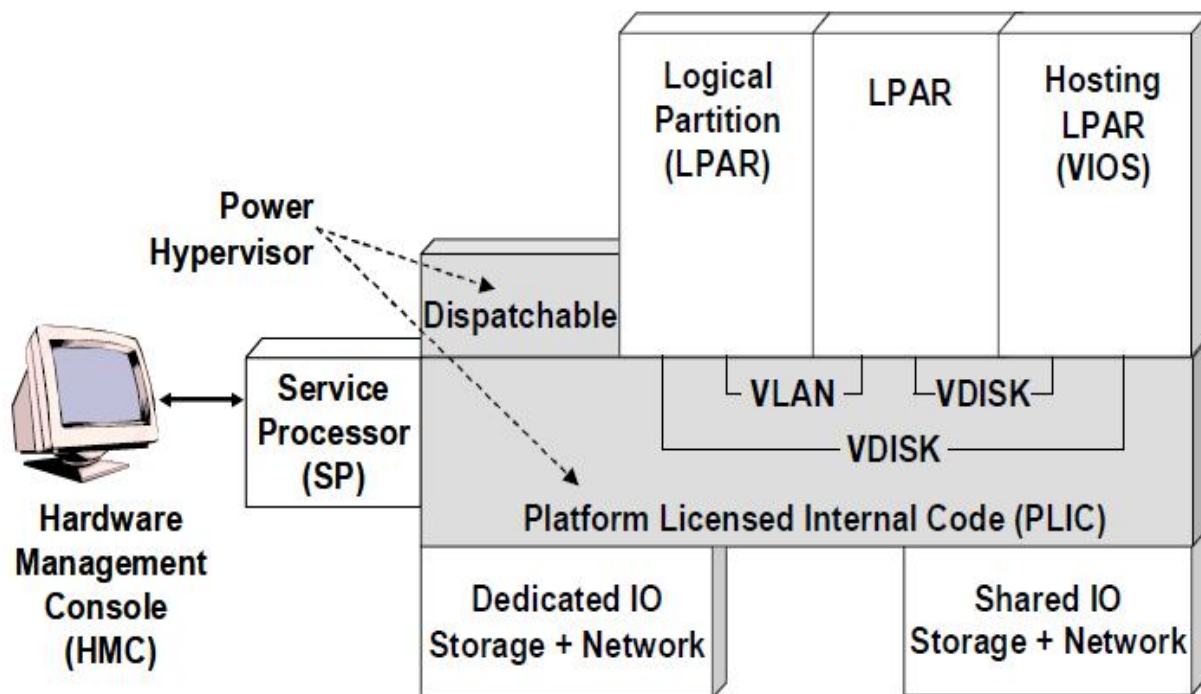 Logical
Partition
(LPAR)
LPAR
Hosting
LPAR
(VIOS)
Power
Hypervisor
Dispatchable
Service
Processor
(SP)
VLAN
VDISK
VDISK
Platform Licensed Internal Code (PLIC)
Hardware
Management
Console
(HMC)
Dedicated IO
Storage + Network
Shared IO
Storage + Network